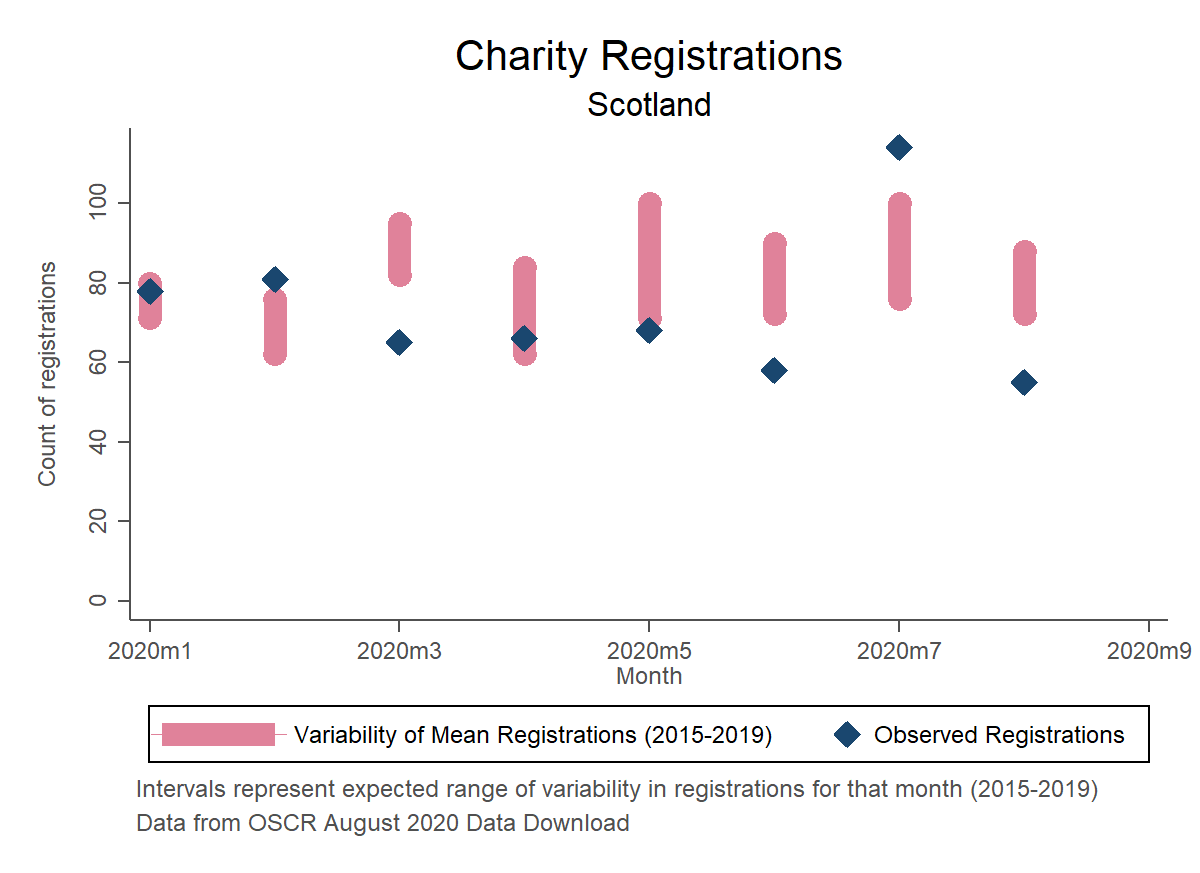 Charity Registrations
Scotland
Count of registrations
100
80
60
40
20
0
2020m1 2020m3 2020m5 2020m7 2020m9
Month
Variability of Mean Registrations (2015-2019) Observed Registrations
Intervals represent expected range of variability in registrations for that month (2015-2019)
Data from OSCR August 2020 Data Download